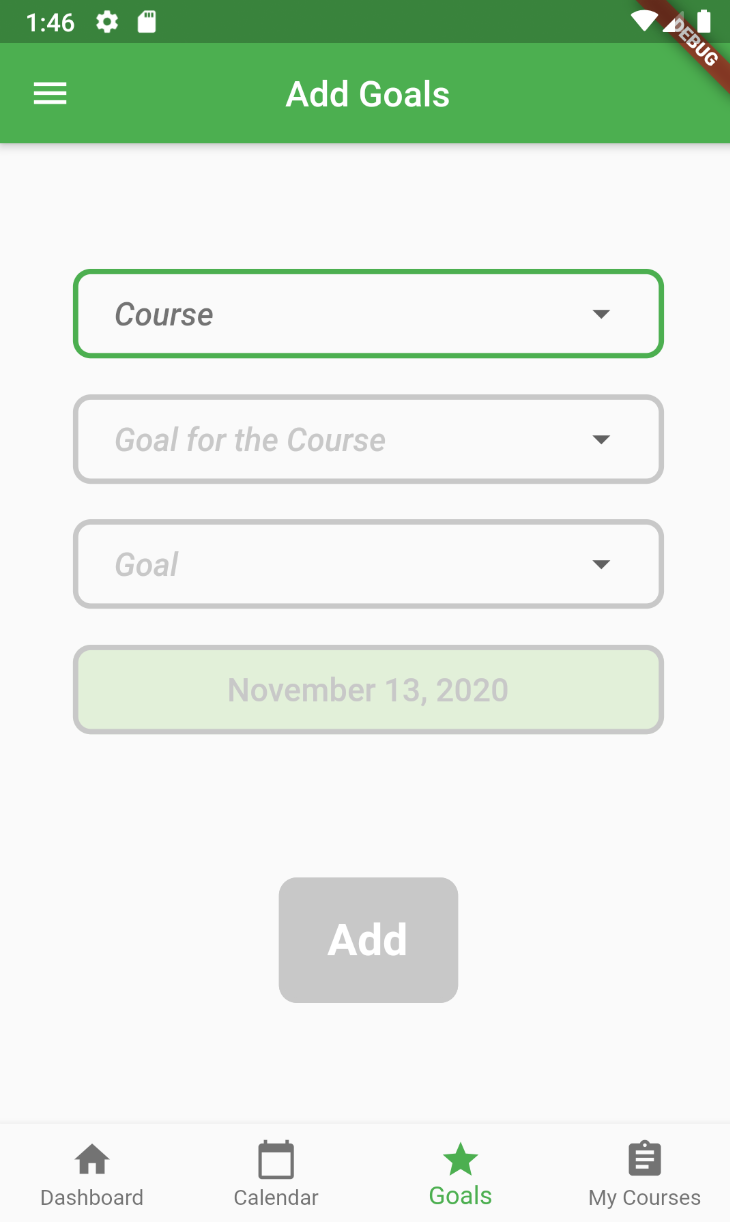 1:46
DEBUG
Add Goals
Course
Goal for the Course
Goal
November 13, 2020
Add
Dashboard
Calendar
Goals
My Courses